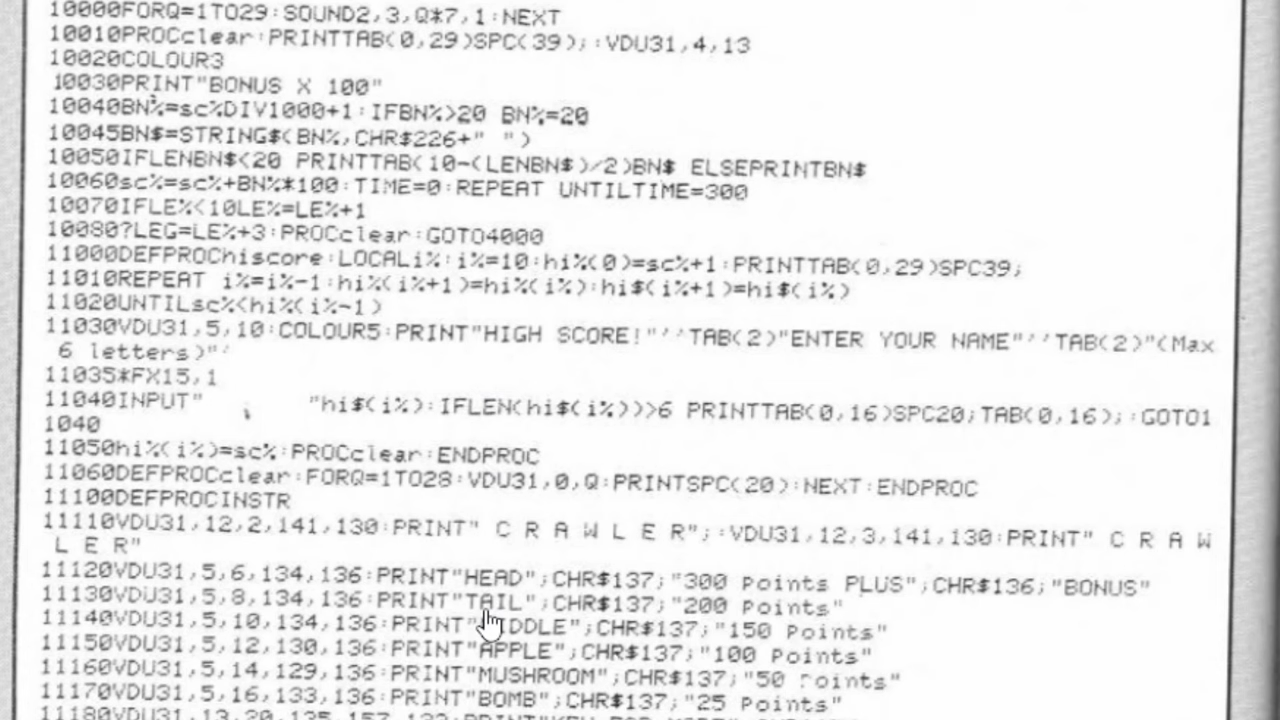 10000FORQ=1TO29:SOUND2,3,Q*7,1:NEXT
10010PROCclear:PRINTTAB(0,29)SPC(39);:VDU31,4,13
10020COLOUR3
10030PRINT"BONUS X 100"
10040BN%=sc%DIV1000+1:IFBN%>20 BN%=20
10045BN$=STRING$(BN%,CHR$226+" ")
10050IFLENBN$<20 PRINTTAB(10-(LENBN$)/2)BN$ ELSEPRINTBN$
10060sc%=sc%+BN%*100:TIME=0:REPEAT UNTILTIME=300
10070IFLE%<10LE%=LE%+1
10080?LEG=LE%+3:PROCclear:GOTO4000
11000DEFPROChiscore:LOCALi%:i%=10:hi%(0)=sc%+1:PRINTTAB(0,29)SPC39;
11010REPEAT i%=i%-1:hi%(i%+1)=hi%(i%):hi$(i%+1)=hi$(i%)
11020UNTILsc%<hi%(i%-1)
11030VDU31,5,10:COLOUR5:PRINT"HIGH SCORE!"''TAB(2)"ENTER YOUR NAME"''TAB(2)"(Max
6 letters)"'
11035*FX15,1
11040INPUT"          "hi$(i%):IFLEN(hi$(i%))>6 PRINTTAB(0,16)SPC20;TAB(0,16);:GOTO1
1040
11050hi%(i%)=sc%:PROCclear:ENDPROC
11060DEFPROCclear:FORQ=1TO28:VDU31,0,Q:PRINTSPC(20):NEXT:ENDPROC
11100DEFPROCINSTR
11110VDU31,12,2,141,130:PRINT" C R A W L E R";:VDU31,12,3,141,130:PRINT" C R A W
L E R"
11120VDU31,5,6,134,136:PRINT"HEAD";CHR$137;"300 Points PLUS";CHR$136;"BONUS"
11130VDU31,5,8,134,136:PRINT"TAIL";CHR$137;"200 Points"
11140VDU31,5,10,134,136:PRINT"MIDDLE";CHR$137;"150 Points"
11150VDU31,5,12,130,136:PRINT"APPLE";CHR$137;"100 Points"
11160VDU31,5,14,129,136:PRINT"MUSHROOM";CHR$137;"50 Points"
11170VDU31,5,16,133,136:PRINT"BOMB";CHR$137;"25 Points"